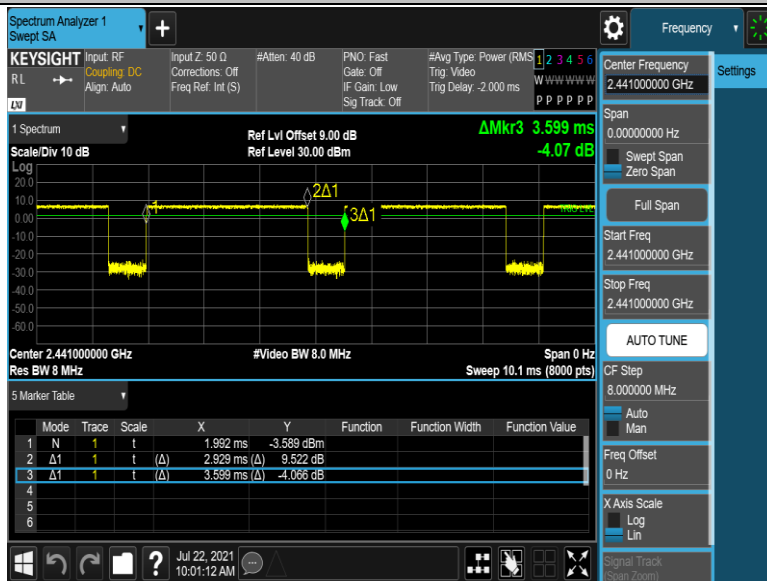 Spectrum Analyzer 1
Swept SA
+
Frequency
KEYSIGHT
RL
LXI
Input: RF
Coupling: DC
Align: Auto
Input Z: 50 Ω
Corrections: Off
Freq Ref: Int (S)
#Atten: 40 dB
PNO: Fast
Gate: Off
IF Gain: Low
Sig Track: Off
#Avg Type: Power (RMS
Trig: Video
Trig Delay: -2.000 ms
1 2 3 4 5 6
W W W W W W
P P P P P P
1 Spectrum
Scale/Div 10 dB
Log
Ref Lvl Offset 9.00 dB
Ref Level 30.00 dBm
ΔMkr3 3.599 ms
-4.07 dB
20.0
10.0
0.00
-10.0
-20.0
-30.0
-40.0
-50.0
-60.0
1
2Δ1
3Δ1
Center 2.441000000 GHz
#Video BW 8.0 MHz
Span 0 Hz
Res BW 8 MHz
Sweep 10.1 ms (8000 pts)
5 Marker Table
Mode Trace Scale X Y Function Function Width Function Value
1 N 1 t 1.992 ms -3.589 dBm
2 Δ1 1 t (Δ) 2.929 ms (Δ) 9.522 dB
3 Δ1 1 t (Δ) 3.599 ms (Δ) -4.066 dB
4
5
6
?
Jul 22, 2021
10:01:12 AM
Center Frequency
2.441000000 GHz
Span
0.00000000 Hz
Swept Span
Zero Span
Full Span
Start Freq
2.441000000 GHz
Stop Freq
2.441000000 GHz
AUTO TUNE
CF Step
8.000000 MHz
Auto
Man
Freq Offset
0 Hz
X Axis Scale
Log
Lin
Signal Track
(Span Zoom)
Settings